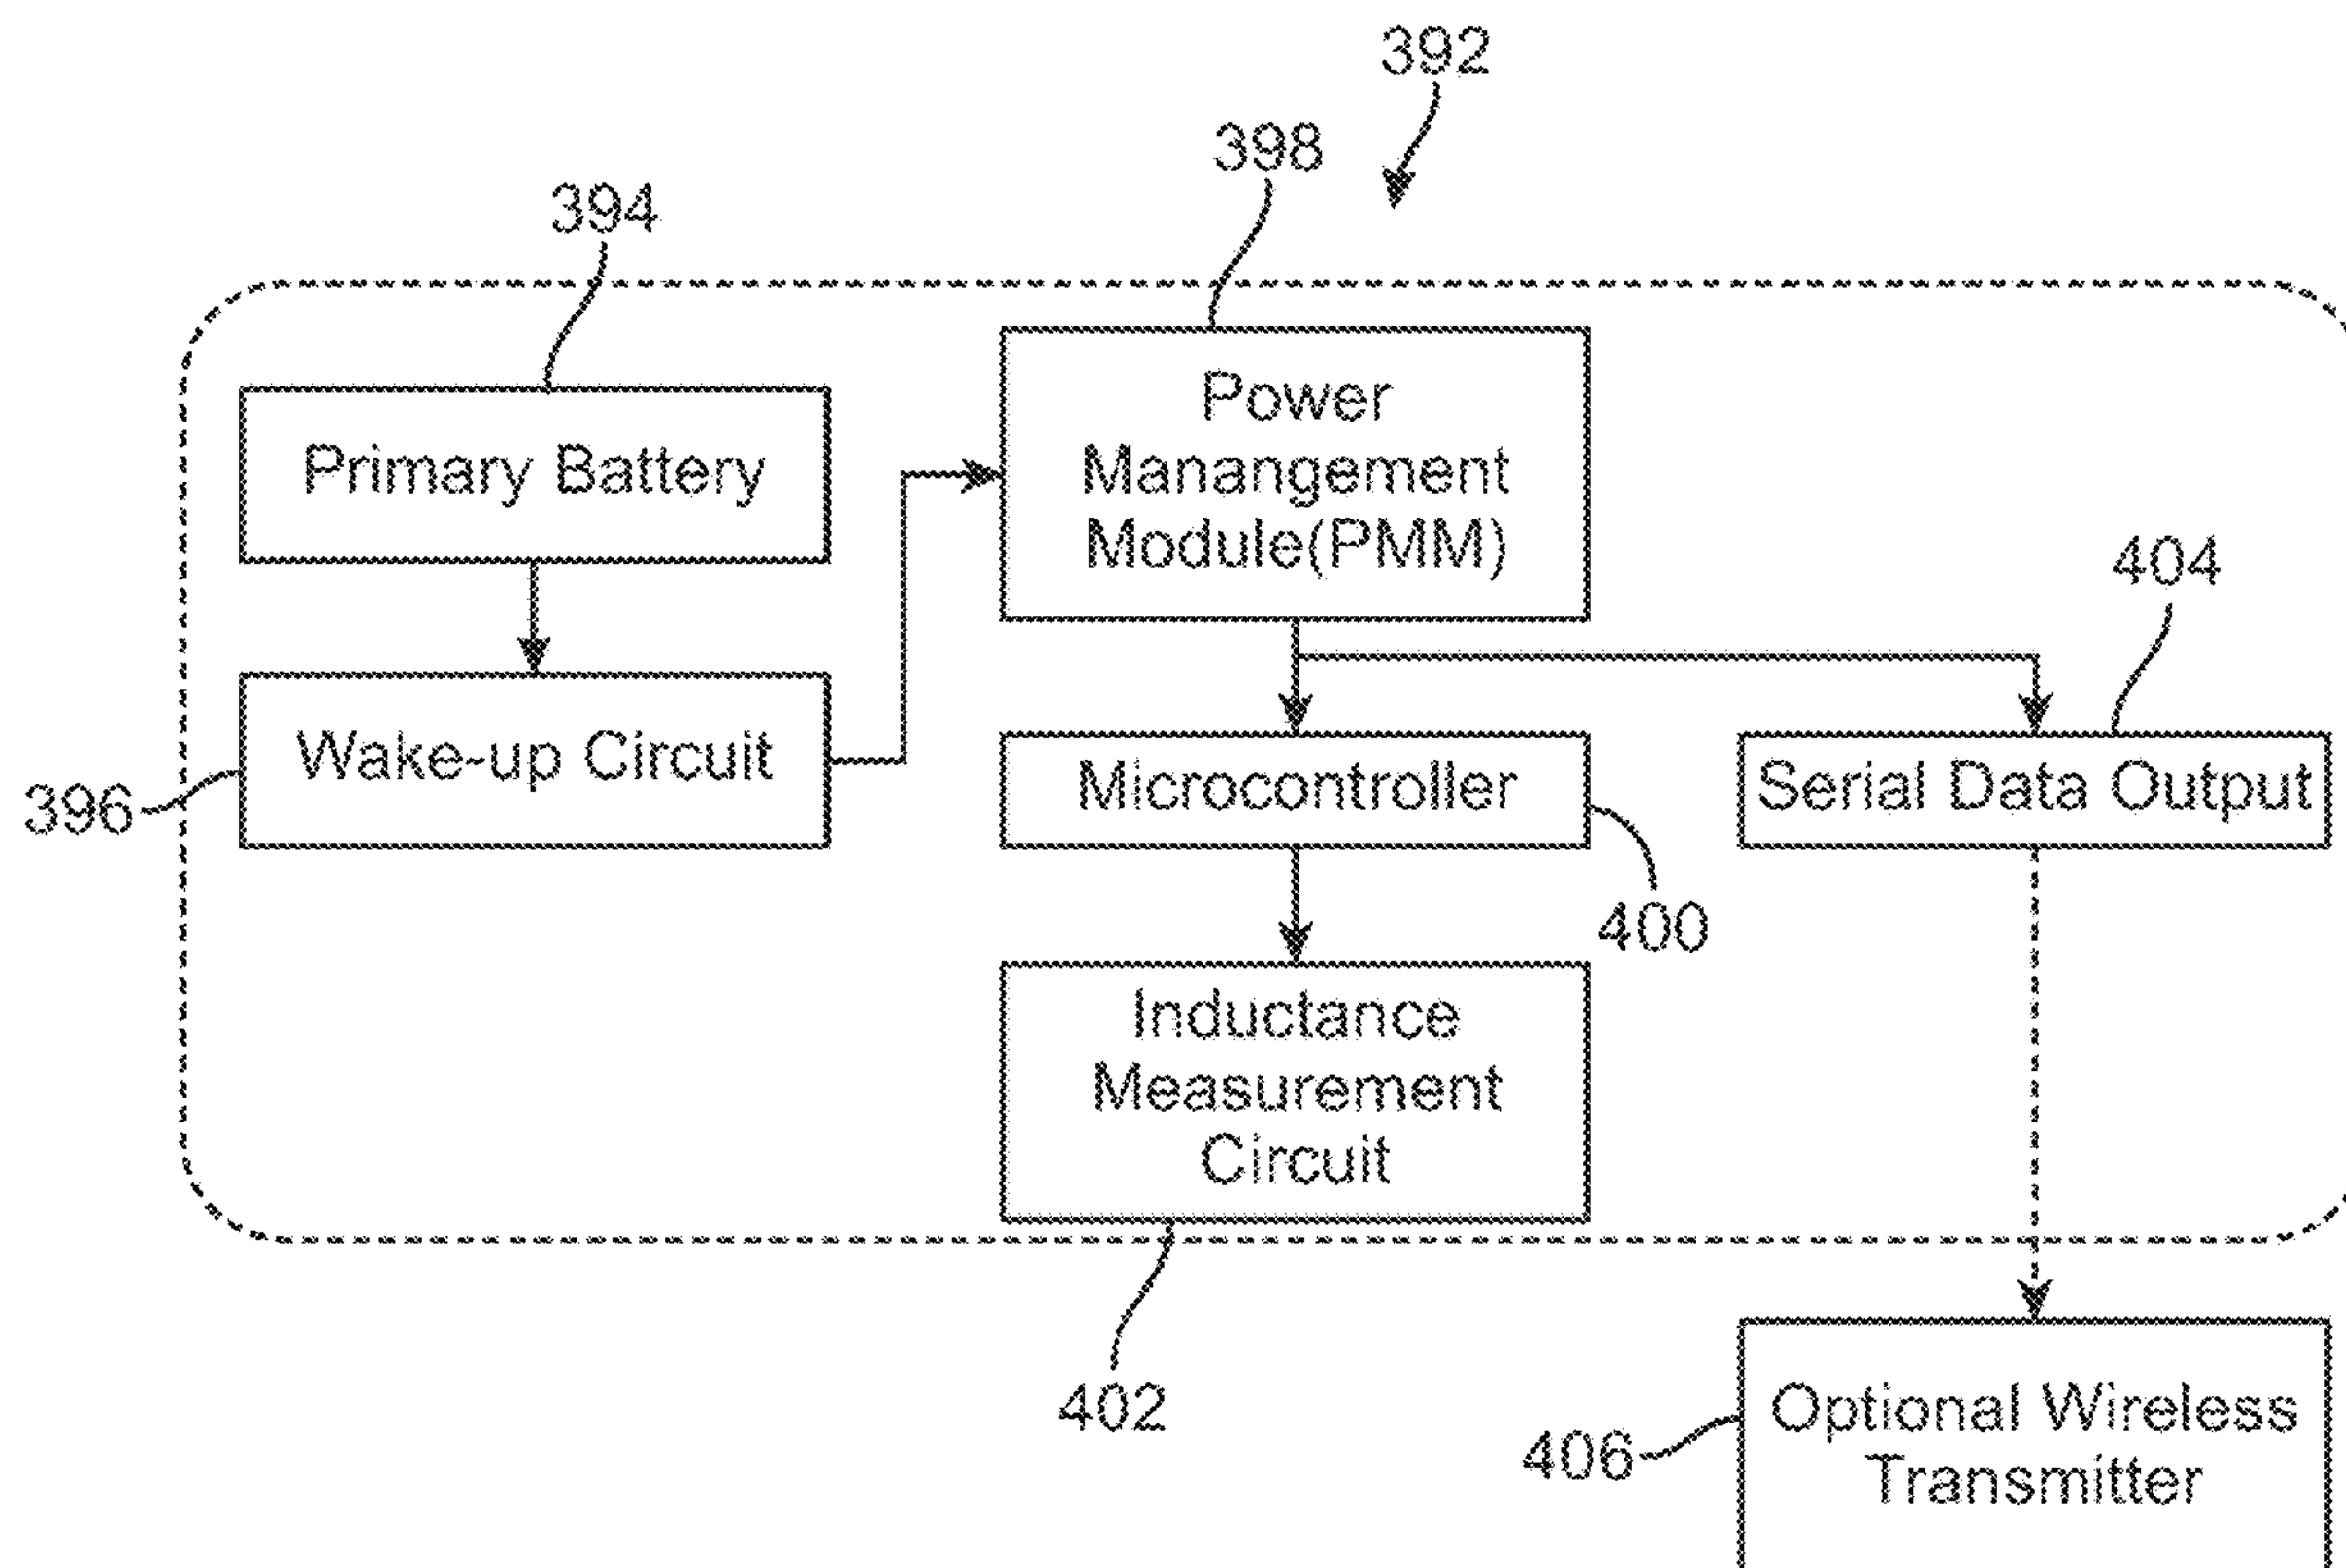 392
398
394
Power
Manangement
Module(PMM)
Primary Battery
404
Wake-up Circuit
396
Microcontroller
Serial Data Output
400
Inductance
Measurement
Circuit
402
406
Optional Wireless
Transmitter